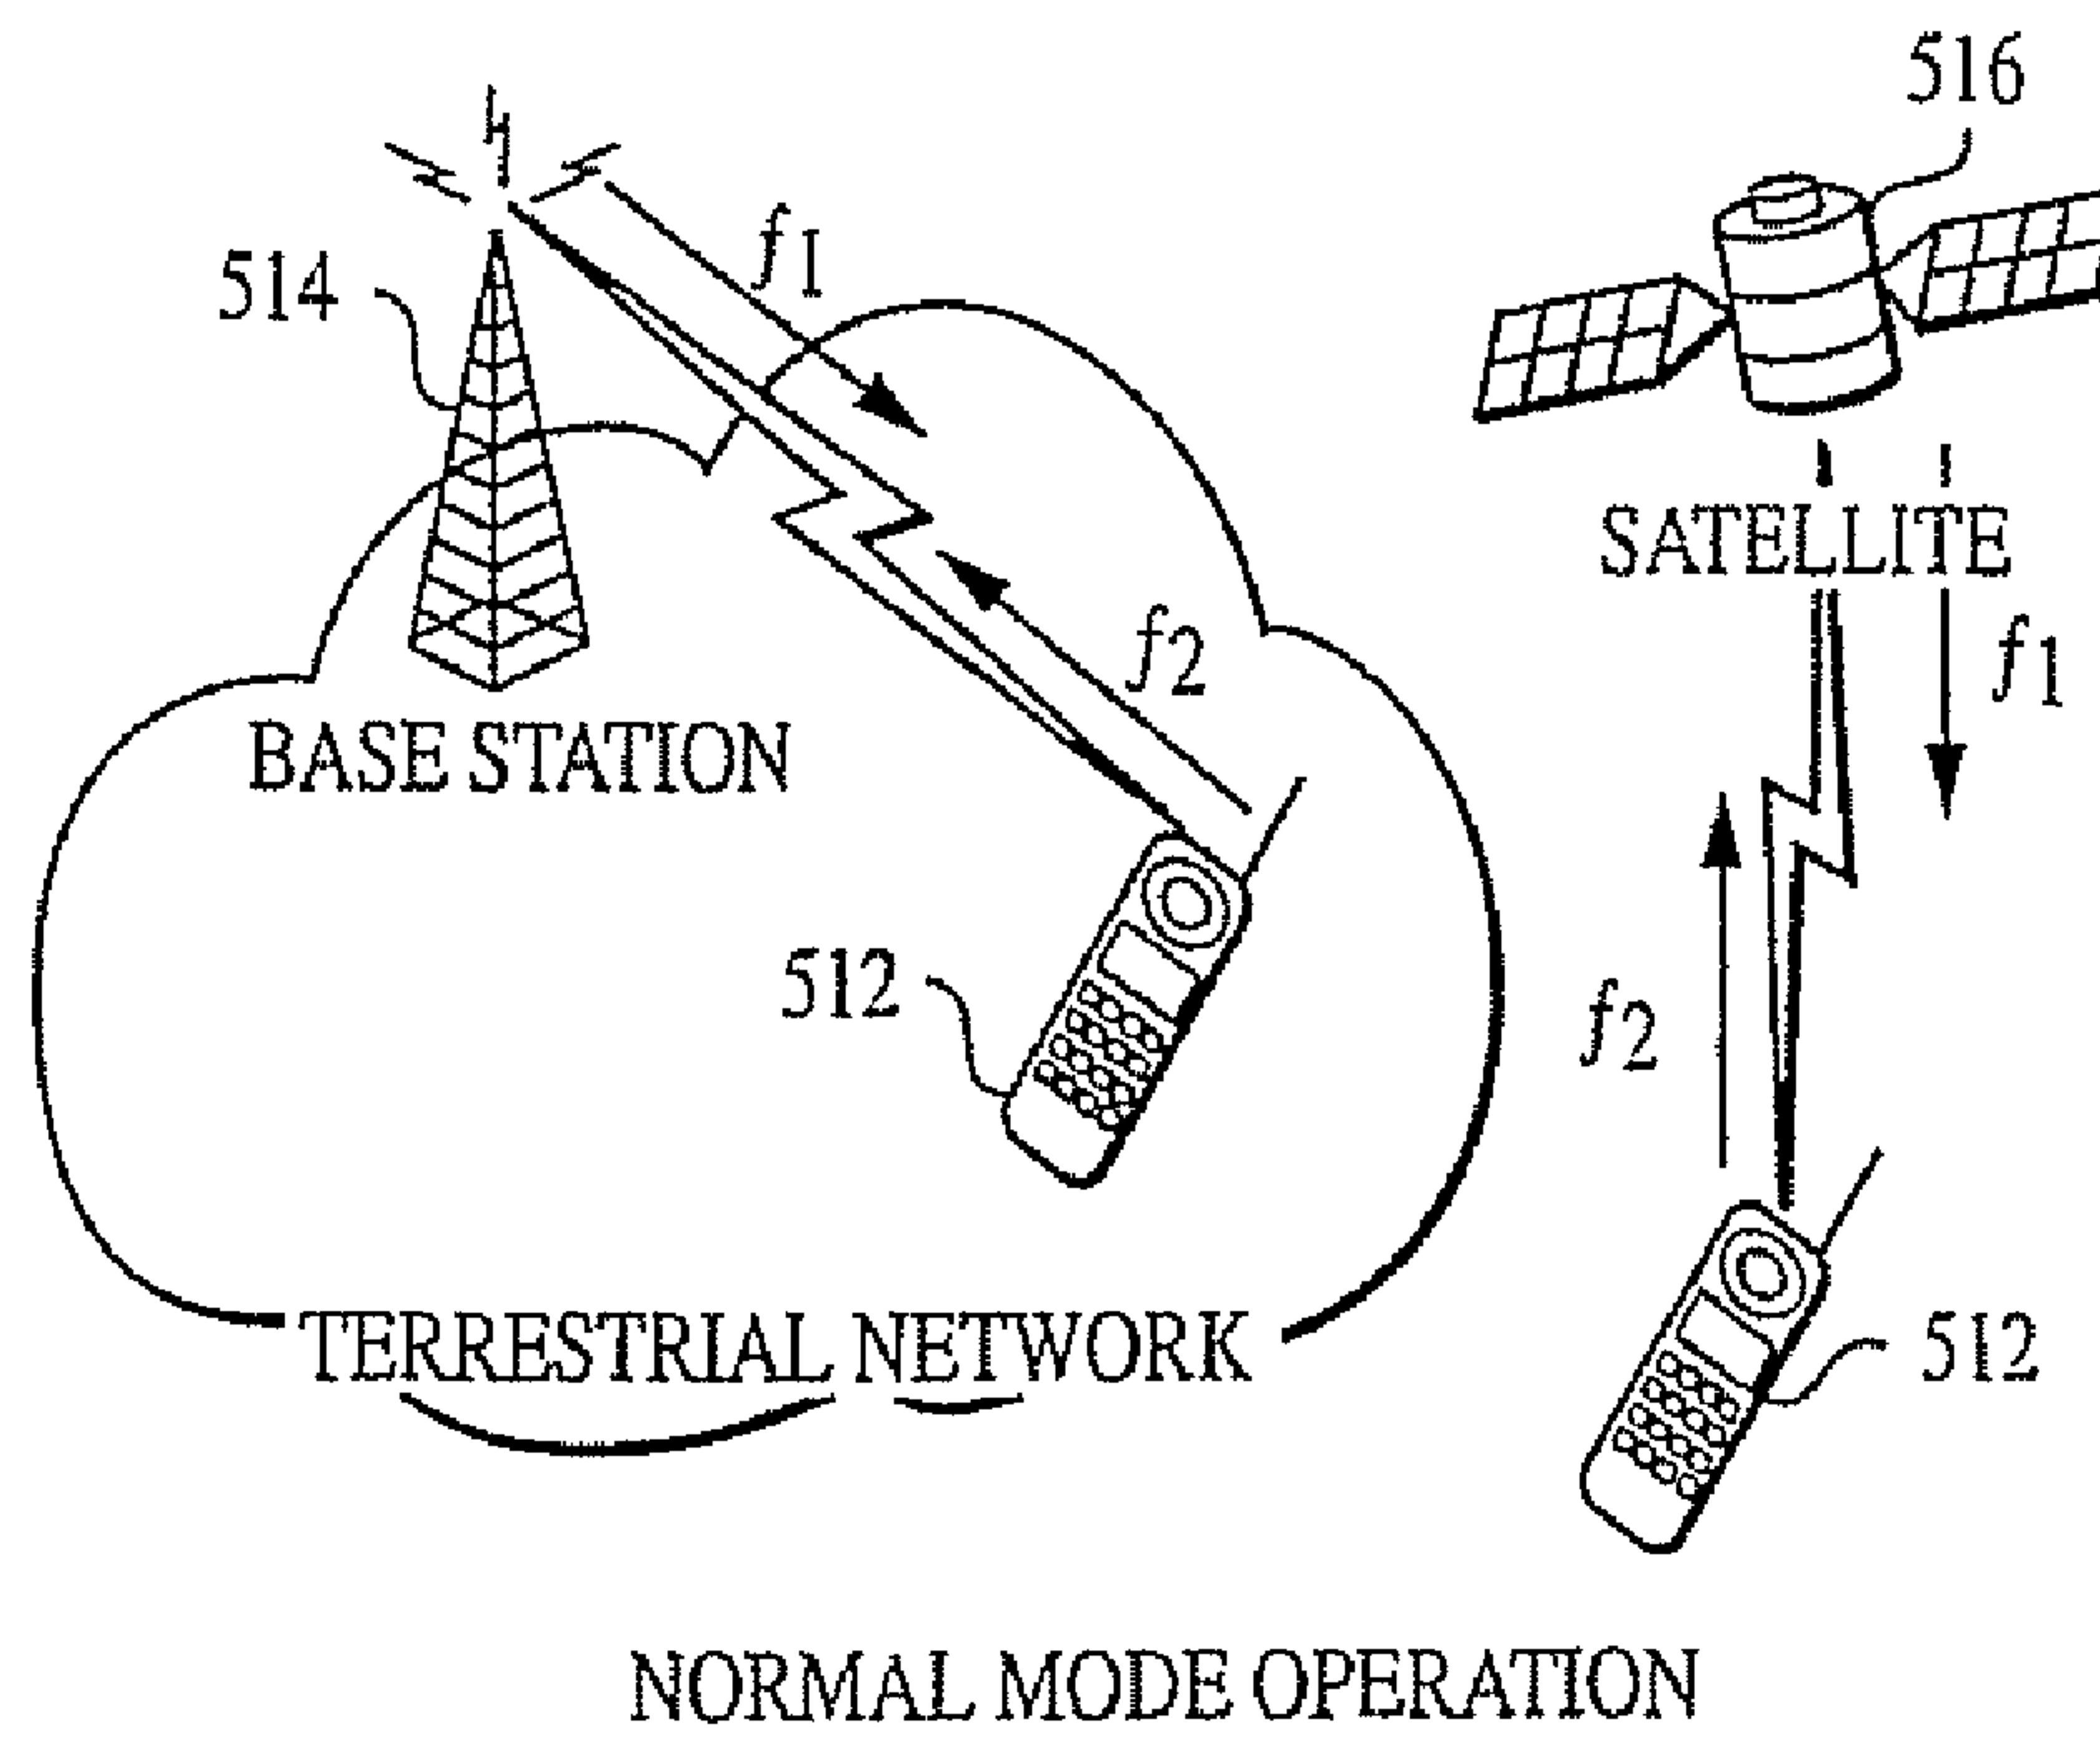 516
f1
514
SATELLITE
f1
f2
BASE STATION
512
f2
512
TERRESTRIAL NETWORK
NORMAL MODE OPERATION